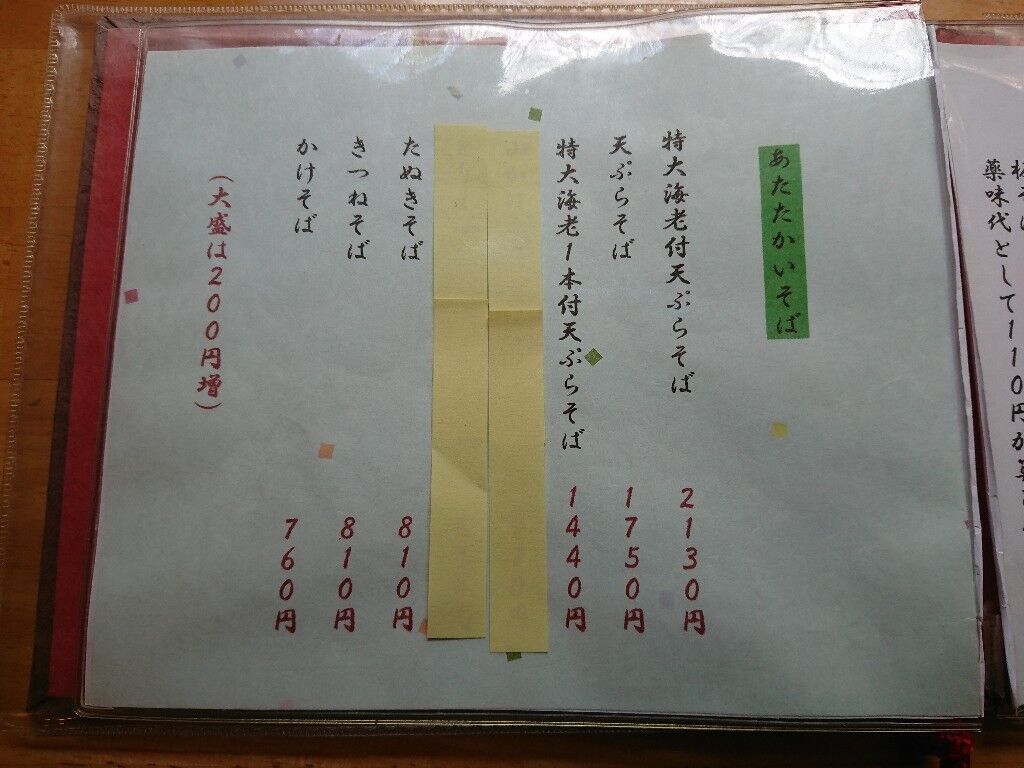 あたたかいそば
特大海老付天ぷらそば 2130円
天ぷらそば 1750円
特大海老1本付天ぷらそば 1440円
たぬきそば 810円
きつねそば 810円
かけそば 760円
（大盛は200円増）
薬味代として110円が